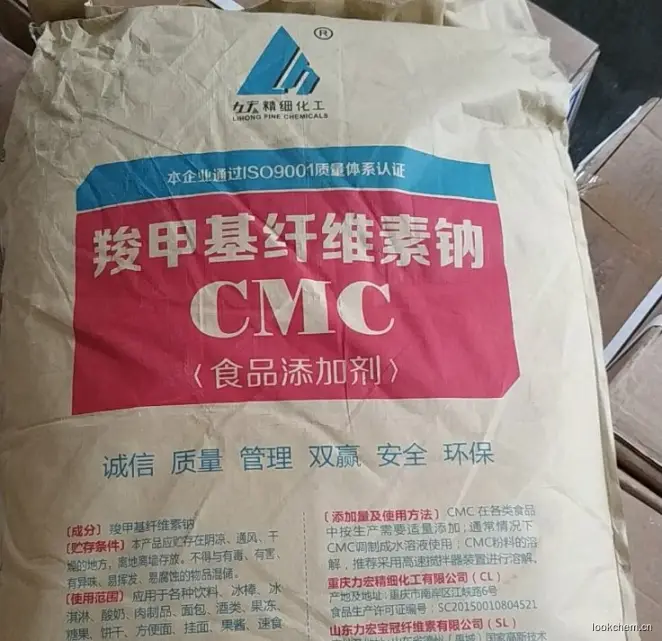 ®
力宏 精细化工
LIHONG FINE CHEMICALS
本企业通过ISO9001质量体系认证
羧甲基纤维素钠
CMC
〈食品添加剂〉
诚信 质量 管理 双赢 安全 环保
〔成分〕 羧甲基纤维素钠
〔贮存条件〕 本产品应贮存在阴凉、通风、干
燥的地方，离地离墙存放。不得与有毒、有害、
有异味、易挥发、易腐蚀的物品混储。
〔使用范围〕 应用于各种饮料、冰棒、冰
淇淋、酸奶、肉制品、面包、酒类、果冻、
糖果、饼干、方便面、挂面、果酱、速食
〔添加量及使用方法〕 CMC 在各类食品
中按生产需要适量添加；通常情况下
CMC调制成水溶液使用；CMC粉料的溶
解，推荐采用高速搅拌器装置进行溶解。
重庆力宏精细化工有限公司（CL）
产地及地址：重庆市南岸区江峡路6号
食品生产许可证编号：SC20150010804521
山东力宏宝冠纤维素有限公司（SL）
lookchem.cn